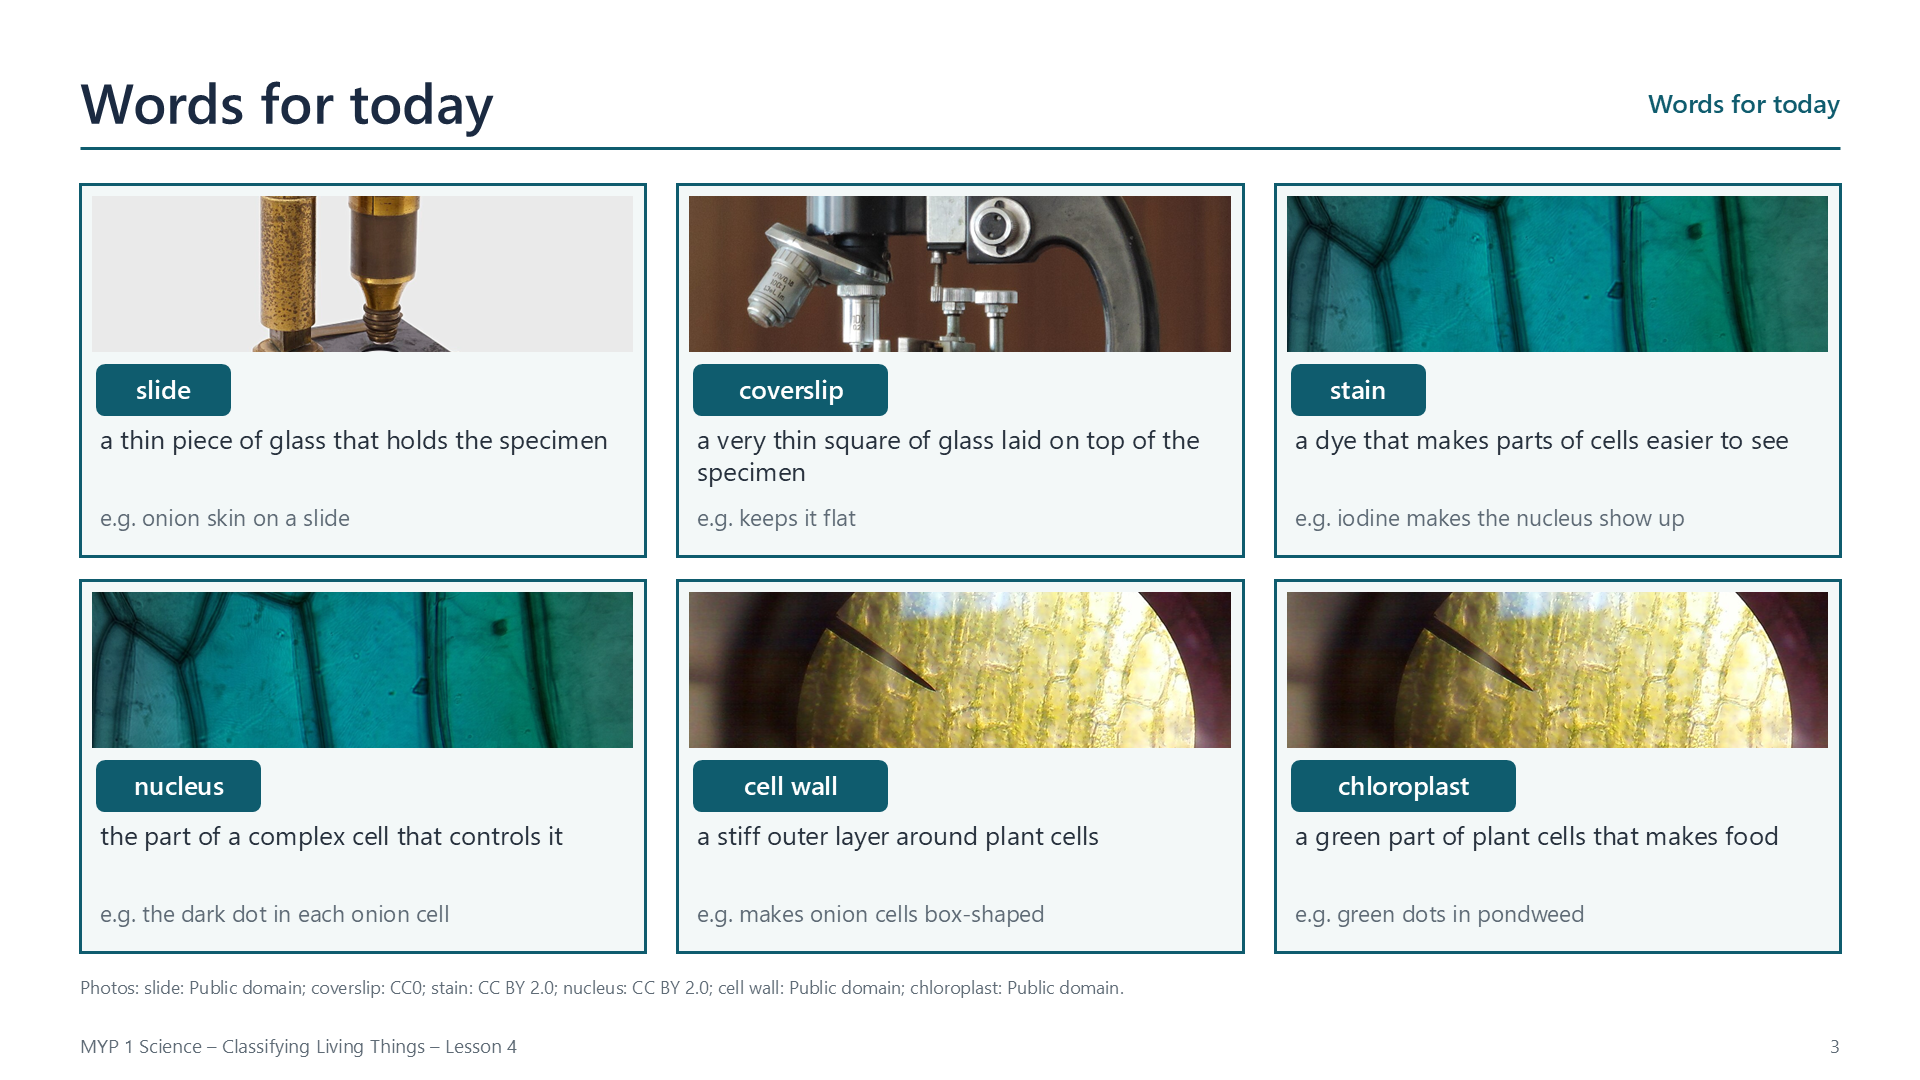 Words for today
Words for today
slide
a thin piece of glass that holds the specimen
e.g. onion skin on a slide
coverslip
a very thin square of glass laid on top of the
specimen
e.g. keeps it flat
stain
a dye that makes parts of cells easier to see
e.g. iodine makes the nucleus show up
nucleus
the part of a complex cell that controls it
e.g. the dark dot in each onion cell
cell wall
a stiff outer layer around plant cells
e.g. makes onion cells box-shaped
chloroplast
a green part of plant cells that makes food
e.g. green dots in pondweed
Photos: slide: Public domain; coverslip: CC0; stain: CC BY 2.0; nucleus: CC BY 2.0; cell wall: Public domain; chloroplast: Public domain.
MYP 1 Science – Classifying Living Things – Lesson 4
3